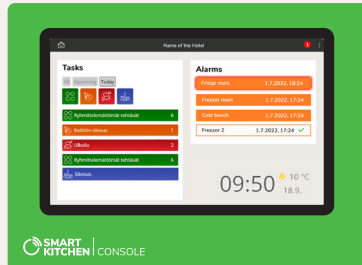 Name of the Hotel
1
Tasks
All Upcoming Today
Ryhmittelemättömät tehtävät 6
Keittiön siivous 1
Ulkoilu 2
Ryhmittelemättömät tehtävät 6
Siivous
Alarms
Fridge main 1.7.2022, 18:24
Freezer main 1.7.2022, 17:24
Cold bench 1.7.2022, 17:24
Freezer 2 1.7.2022, 17:24
09:50
10 °C
18.9.
SMART
KITCHEN CONSOLE